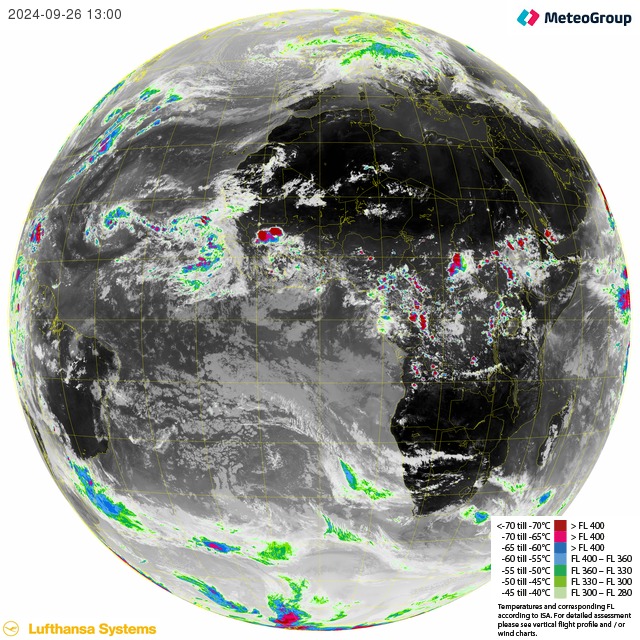 2024-09-26 13:00
MeteoGroup
<-70 till -70°C > FL 400
-70 till -65°C > FL 400
-65 till -60°C > FL 400
-60 till -55°C FL 400 – FL 360
-55 till -50°C FL 360 – FL 330
-50 till -45°C FL 330 – FL 300
-45 till -40°C FL 300 – FL 280
Temperatures and corresponding FL
according to ISA. For detailed assessment
please see vertical flight profile and / or
wind charts.
Lufthansa Systems